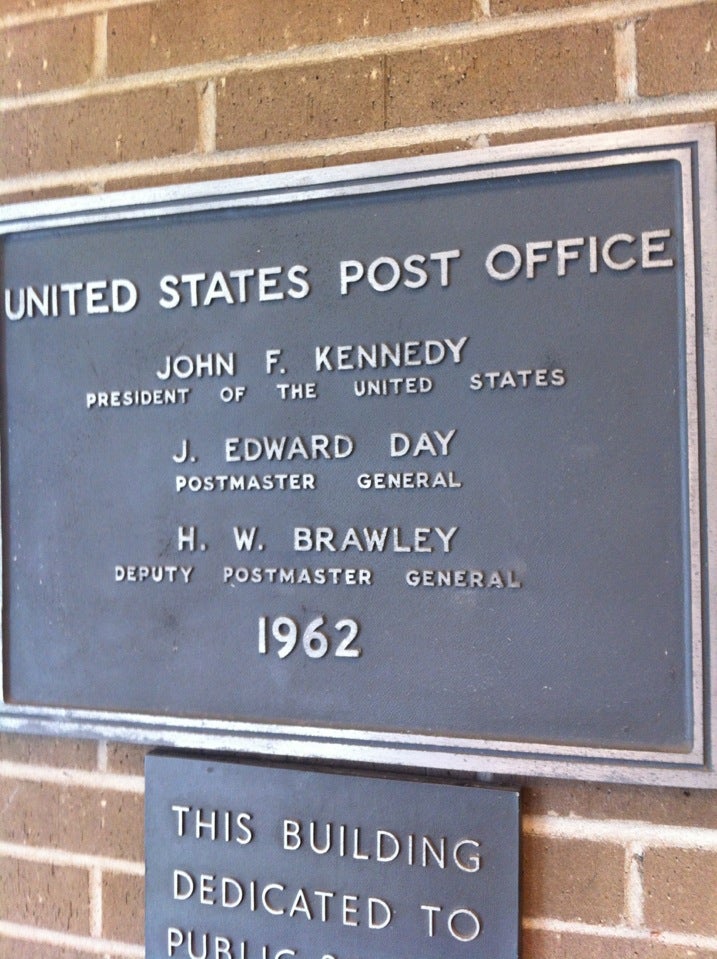 UNITED STATES POST OFFICE
JOHN F. KENNEDY
PRESIDENT OF THE UNITED STATES
J. EDWARD DAY
POSTMASTER GENERAL
H. W. BRAWLEY
DEPUTY POSTMASTER GENERAL
1962
THIS BUILDING
DEDICATED TO
PUBLIC